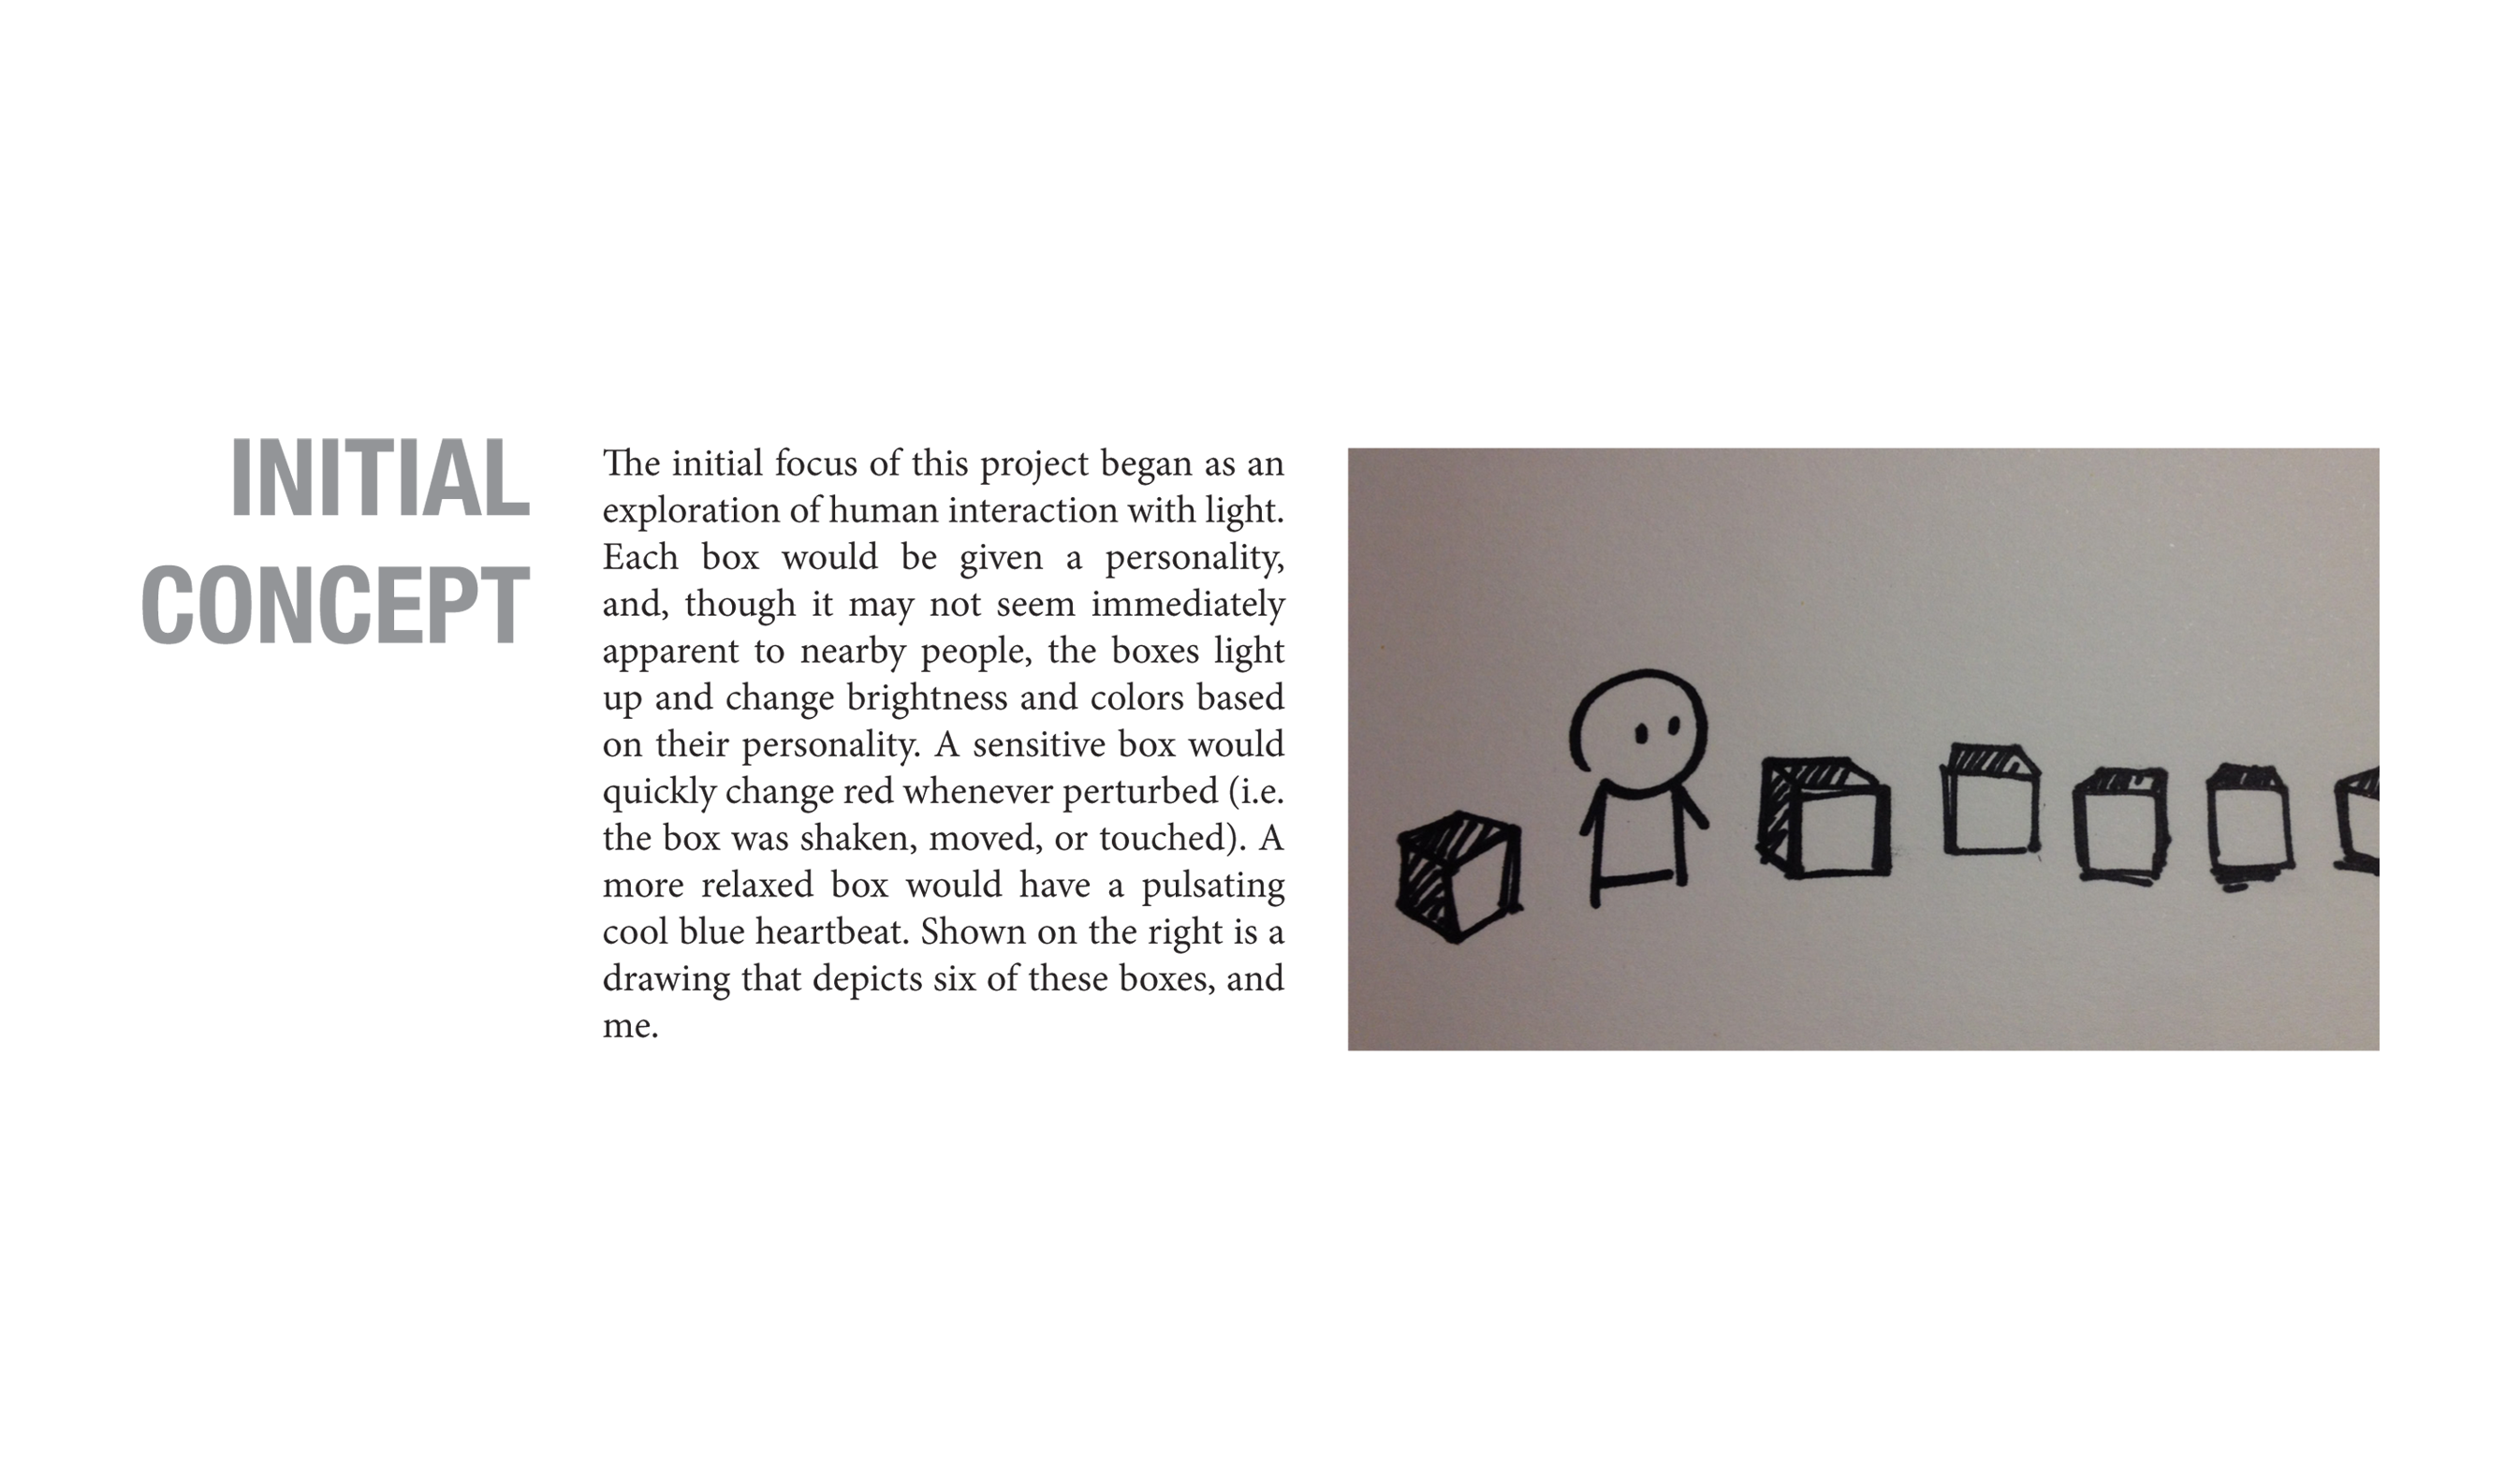 INITIAL
CONCEPT
The initial focus of this project began as an
exploration of human interaction with light.
Each box would be given a personality,
and, though it may not seem immediately
apparent to nearby people, the boxes light
up and change brightness and colors based
on their personality. A sensitive box would
quickly change red whenever perturbed (i.e.
the box was shaken, moved, or touched). A
more relaxed box would have a pulsating
cool blue heartbeat. Shown on the right is a
drawing that depicts six of these boxes, and
me.